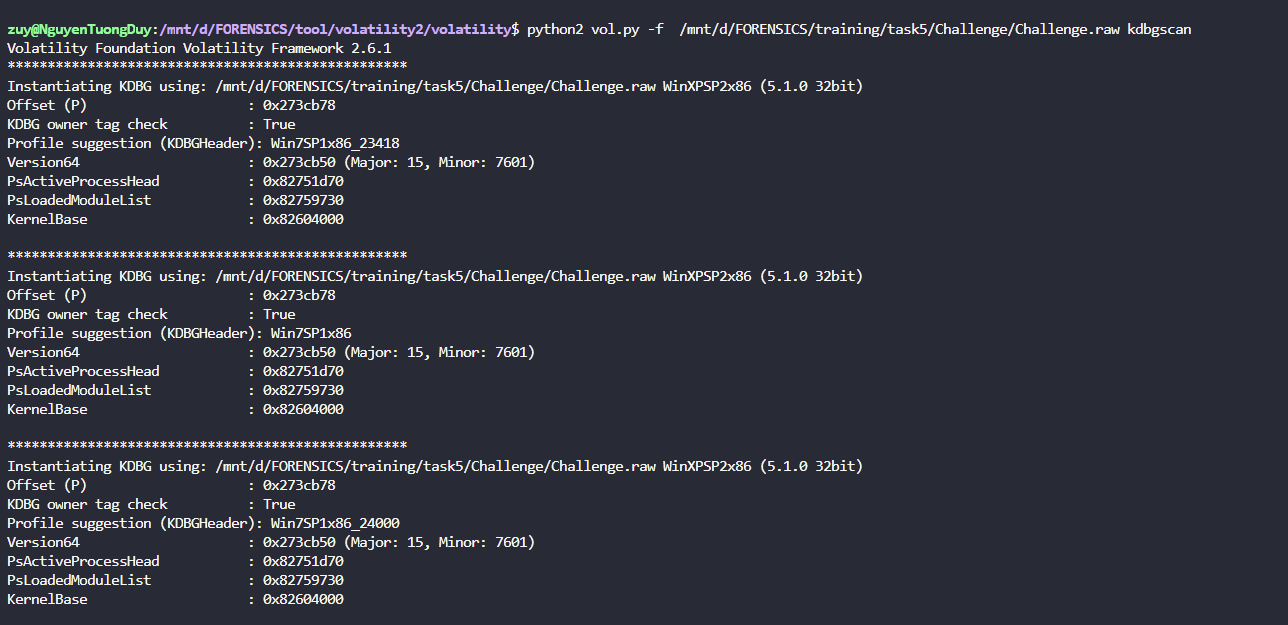 zuy@NguyenTuongDuy:/mnt/d/FORENSICS/tool/volatility2/volatility$ python2 vol.py -f  /mnt/d/FORENSICS/training/task5/Challenge/Challenge.raw kdbgscan
Volatility Foundation Volatility Framework 2.6.1
**************************************************
Instantiating KDBG using: /mnt/d/FORENSICS/training/task5/Challenge/Challenge.raw WinXPSP2x86 (5.1.0 32bit)
Offset (P)                    : 0x273cb78
KDBG owner tag check          : True
Profile suggestion (KDBGHeader): Win7SP1x86_23418
Version64                     : 0x273cb50 (Major: 15, Minor: 7601)
PsActiveProcessHead           : 0x82751d70
PsLoadedModuleList            : 0x82759730
KernelBase                    : 0x82604000

**************************************************
Instantiating KDBG using: /mnt/d/FORENSICS/training/task5/Challenge/Challenge.raw WinXPSP2x86 (5.1.0 32bit)
Offset (P)                    : 0x273cb78
KDBG owner tag check          : True
Profile suggestion (KDBGHeader): Win7SP1x86
Version64                     : 0x273cb50 (Major: 15, Minor: 7601)
PsActiveProcessHead           : 0x82751d70
PsLoadedModuleList            : 0x82759730
KernelBase                    : 0x82604000

**************************************************
Instantiating KDBG using: /mnt/d/FORENSICS/training/task5/Challenge/Challenge.raw WinXPSP2x86 (5.1.0 32bit)
Offset (P)                    : 0x273cb78
KDBG owner tag check          : True
Profile suggestion (KDBGHeader): Win7SP1x86_24000
Version64                     : 0x273cb50 (Major: 15, Minor: 7601)
PsActiveProcessHead           : 0x82751d70
PsLoadedModuleList            : 0x82759730
KernelBase                    : 0x82604000